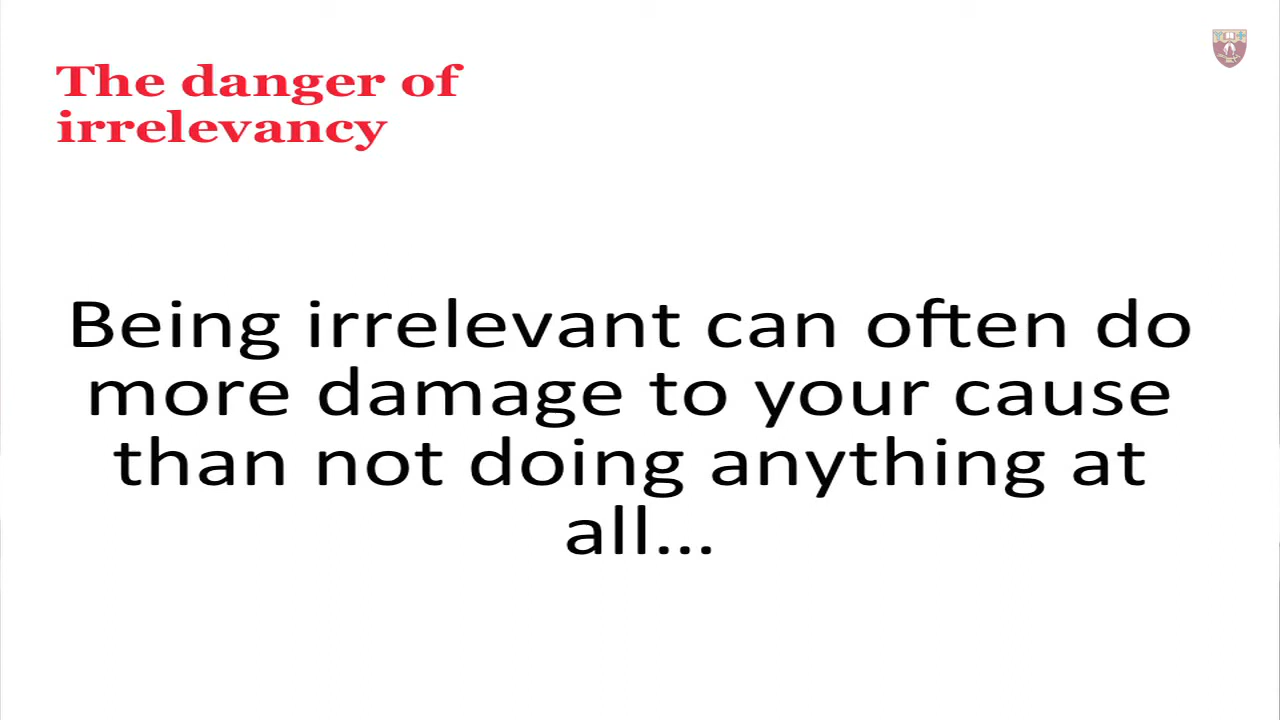 The danger of
irrelevancy
Being irrelevant can often do
more damage to your cause
than not doing anything at
all...